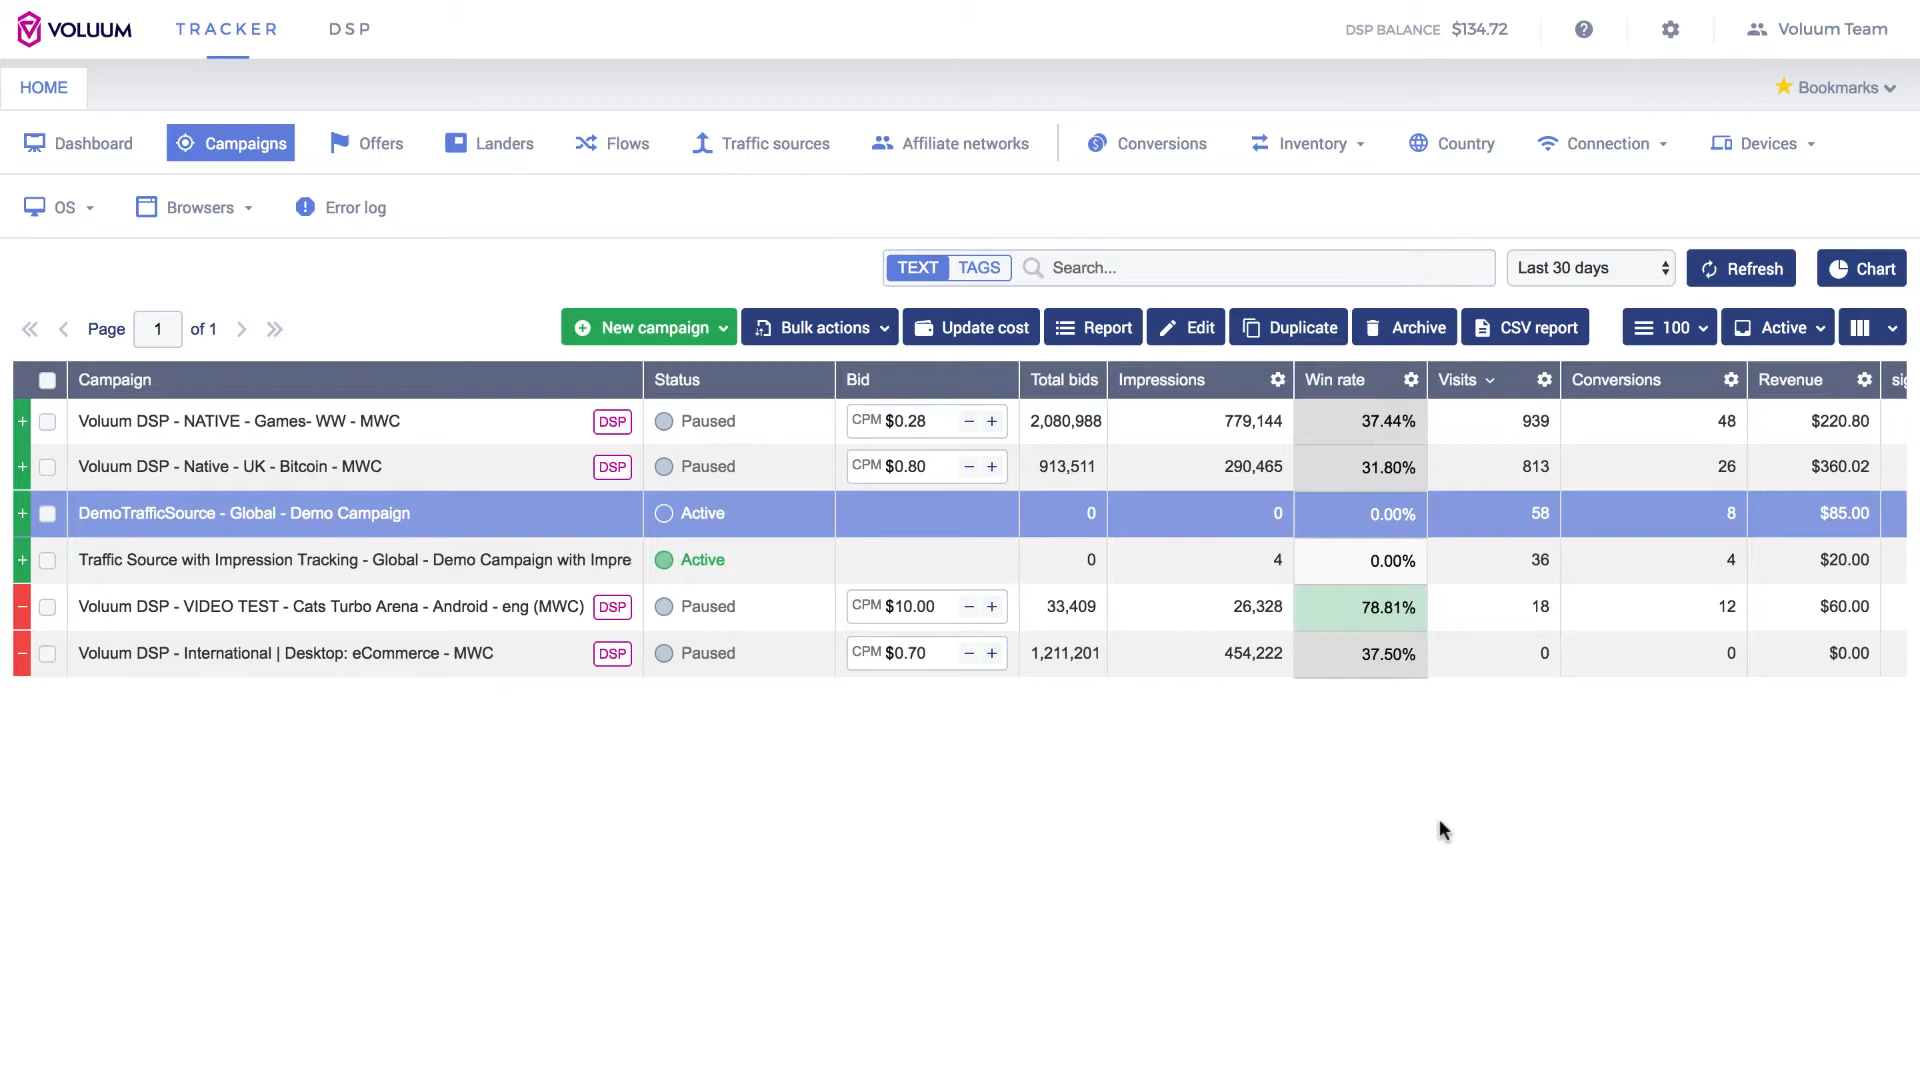 VOLUUM TRACKER DSP DSP BALANCE $134.72 Voluum Team
HOME Bookmarks
Dashboard Campaigns Offers Landers Flows Traffic sources Affiliate networks Conversions Inventory Country Connection Devices
OS Browsers Error log
TEXT TAGS Search... Last 30 days Refresh Chart
Page 1 of 1 New campaign Bulk actions Update cost Report Edit Duplicate Archive CSV report 100 Active
Campaign Status Bid Total bids Impressions Win rate Visits Conversions Revenue
+ Voluum DSP - NATIVE - Games- WW - MWC DSP Paused CPM $0.28 - + 2,080,988 779,144 37.44% 939 48 $220.80
+ Voluum DSP - Native - UK - Bitcoin - MWC DSP Paused CPM $0.80 - + 913,511 290,465 31.80% 813 26 $360.02
+ DemoTrafficSource - Global - Demo Campaign Active 0 0 0.00% 58 8 $85.00
+ Traffic Source with Impression Tracking - Global - Demo Campaign with Impre Active 0 4 0.00% 36 4 $20.00
- Voluum DSP - VIDEO TEST - Cats Turbo Arena - Android - eng (MWC) DSP Paused CPM $10.00 - + 33,409 26,328 78.81% 18 12 $60.00
- Voluum DSP - International | Desktop: eCommerce - MWC DSP Paused CPM $0.70 - + 1,211,201 454,222 37.50% 0 0 $0.00